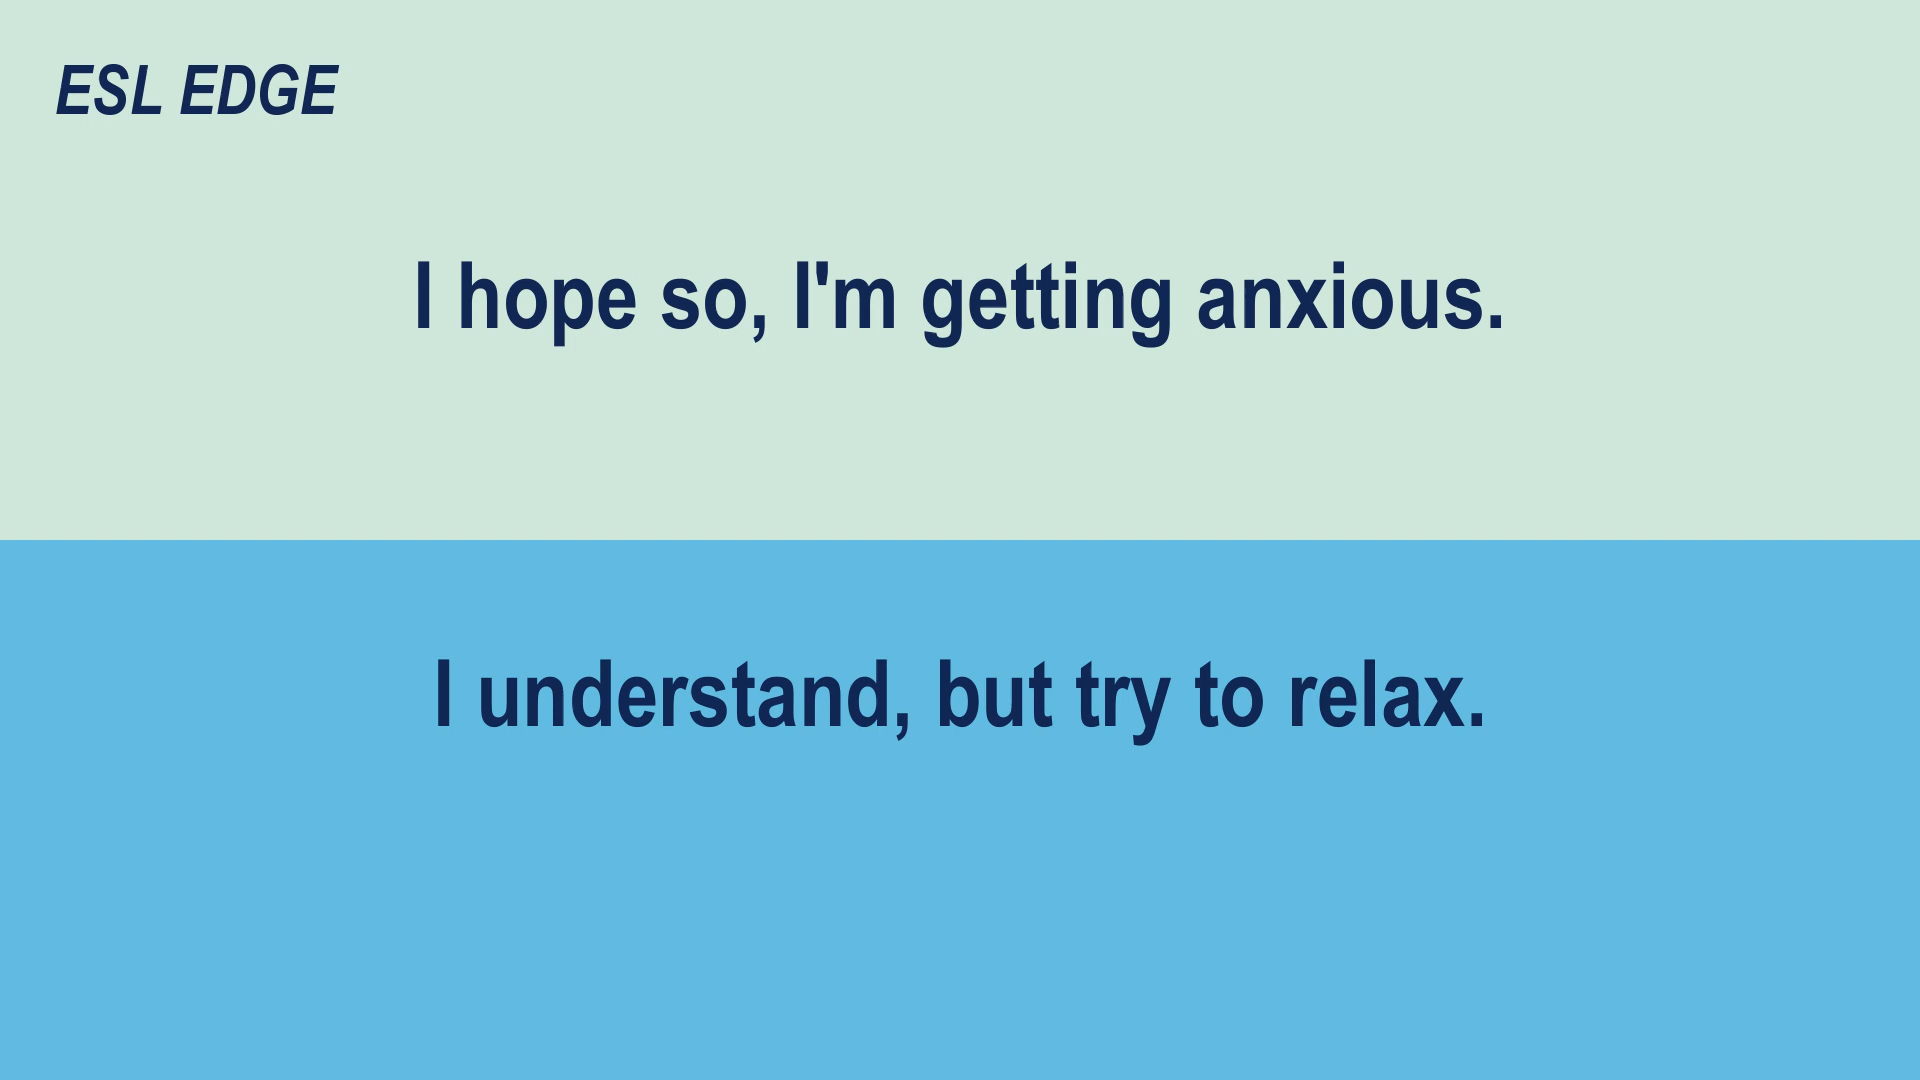 ESL EDGE
I hope so, I'm getting anxious.
I understand, but try to relax.